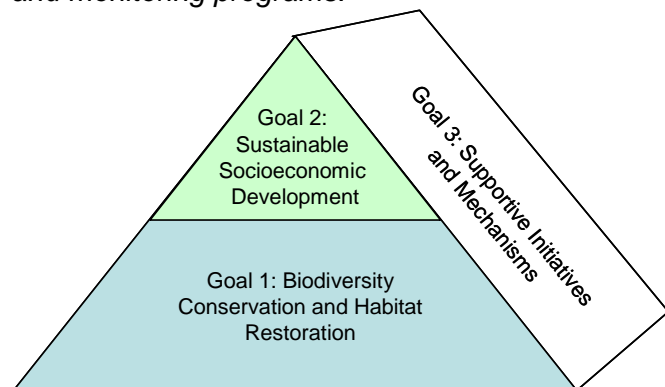 and monitoring programs.
Goal 2:
Sustainable
Socioeconomic
Development
Goal 3: Supportive Initiatives
and Mechanisms
Goal 1: Biodiversity
Conservation and Habitat
Restoration